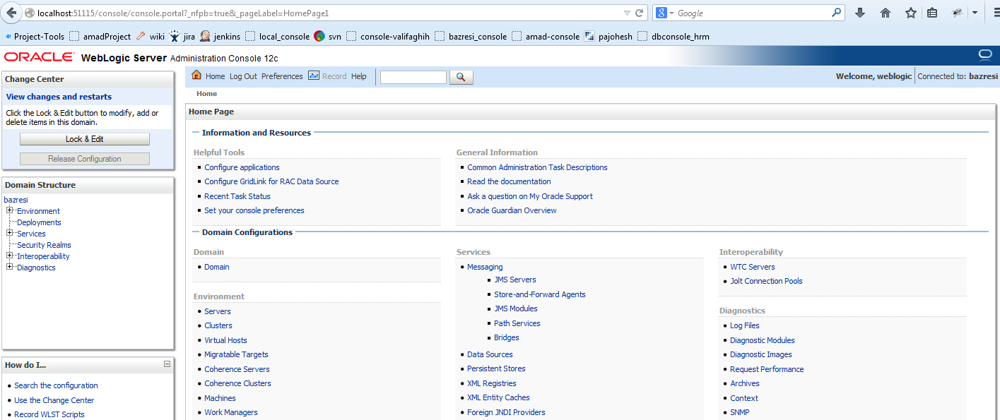 localhost:51115/console/console.portal?_nfpb=true&_pageLabel=HomePage1
8 Google
Project-Tools amadProject wiki jira jenkins local_console svn console-valifaghih bazresi_console amad-console pajohesh dbconsole_hrm
ORACLE WebLogic Server Administration Console 12c
Change Center
View changes and restarts
Click the Lock & Edit button to modify, add or
delete items in this domain.
Lock & Edit
Release Configuration
Domain Structure
bazresi
Environment
Deployments
Services
Security Realms
Interoperability
Diagnostics
How do I...
Search the configuration
Use the Change Center
Record WLST Scripts
Home Log Out Preferences Record Help
Welcome, weblogic Connected to: bazresi
Home
Home Page
Information and Resources
Helpful Tools
Configure applications
Configure GridLink for RAC Data Source
Recent Task Status
Set your console preferences
General Information
Common Administration Task Descriptions
Read the documentation
Ask a question on My Oracle Support
Oracle Guardian Overview
Domain Configurations
Domain
Domain
Environment
Servers
Clusters
Virtual Hosts
Migratable Targets
Coherence Servers
Coherence Clusters
Machines
Work Managers
Services
Messaging
JMS Servers
Store-and-Forward Agents
JMS Modules
Path Services
Bridges
Data Sources
Persistent Stores
XML Registries
XML Entity Caches
Foreign JNDI Providers
Interoperability
WTC Servers
Jolt Connection Pools
Diagnostics
Log Files
Diagnostic Modules
Diagnostic Images
Request Performance
Archives
Context
SNMP